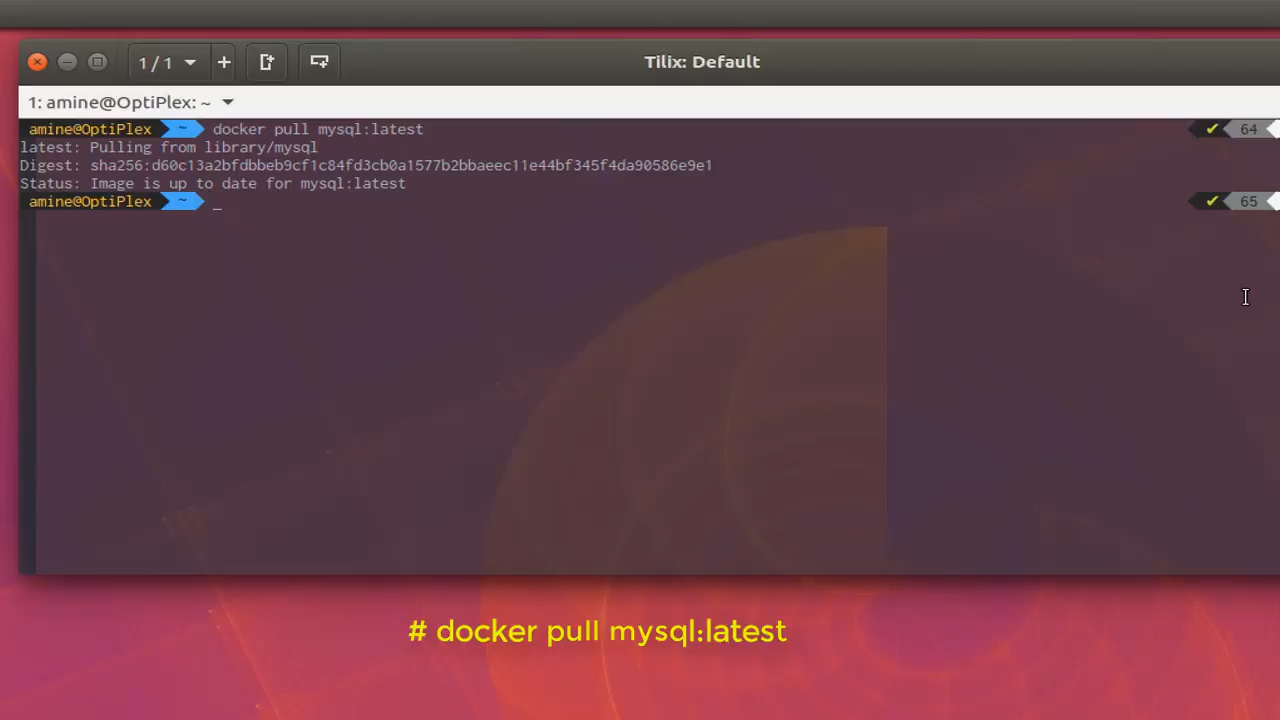 1 / 1
Tilix: Default
1: amine@OptiPlex: ~
amine@OptiPlex ~ docker pull mysql:latest ✔ 64
latest: Pulling from library/mysql
Digest: sha256:d60c13a2bfdbbeb9cf1c84fd3cb0a1577b2bbaeec11e44bf345f4da90586e9e1
Status: Image is up to date for mysql:latest
amine@OptiPlex ~ _ ✔ 65
# docker pull mysql:latest